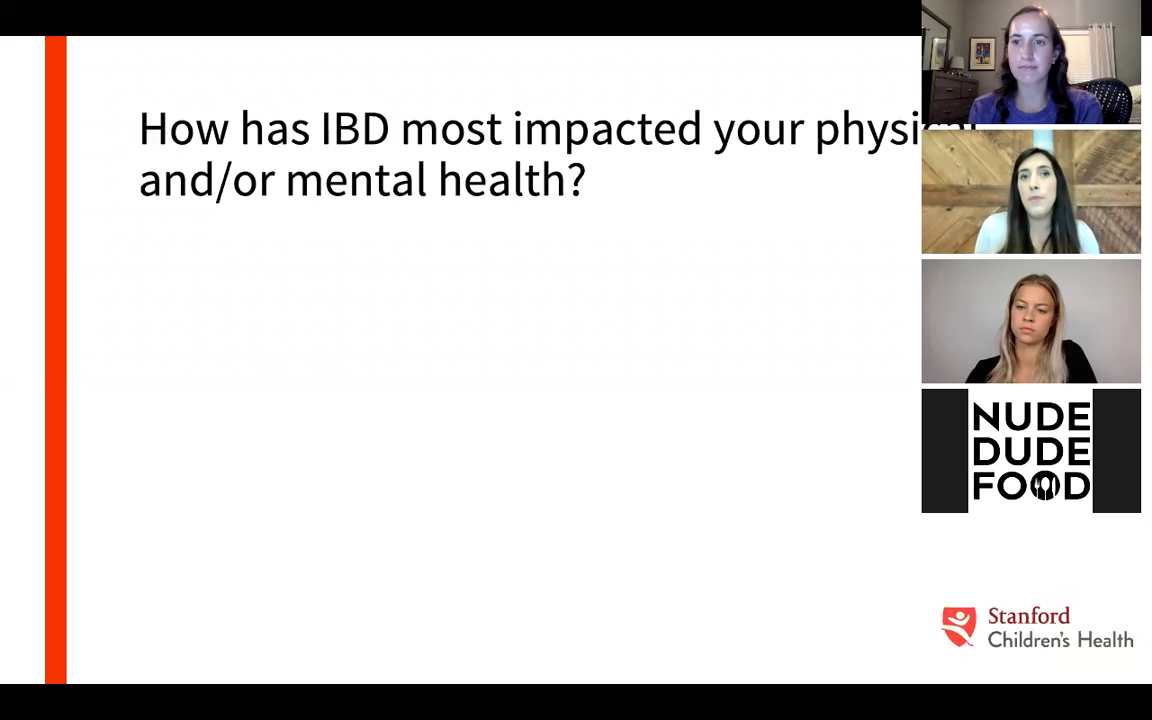 How has IBD most impacted your physical
and/or mental health?
NUDE
DUDE
FOOD
Stanford
Children's Health